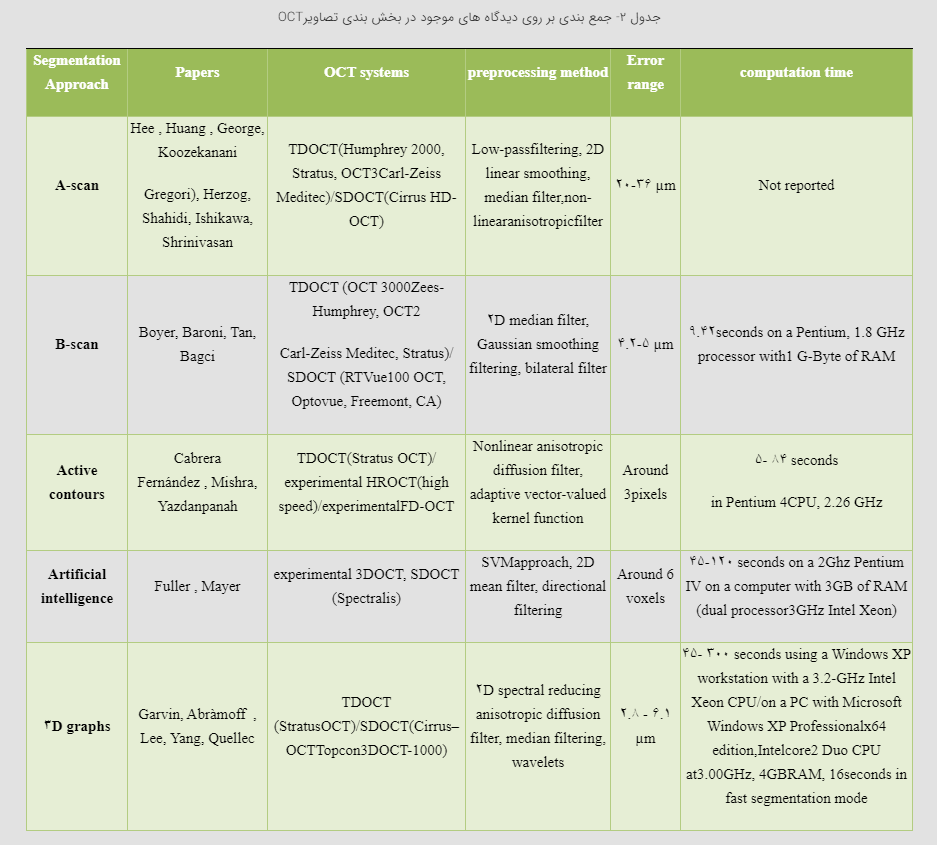 جدول ۲- جمع بندی بر روی دیدگاه های موجود در بخش بندی تصاویرOCT
Segmentation
Approach
Papers
OCT systems
preprocessing method
Error
range
computation time
A-scan
Hee , Huang , George,
Koozekanani
Gregori), Herzog,
Shahidi, Ishikawa,
Shrinivasan
TDOCT(Humphrey 2000,
Stratus, OCT3Carl-Zeiss
Meditec)/SDOCT(Cirrus HD-
OCT)
Low-passfiltering, 2D
linear smoothing,
median filter,non-
linearanisotropicfilter
۲۰-۳۶ µm
Not reported
B-scan
Boyer, Baroni, Tan,
Bagci
TDOCT (OCT 3000Zees-
Humphrey, OCT2
Carl-Zeiss Meditec, Stratus)/
SDOCT (RTVue100 OCT,
Optovue, Freemont, CA)
۲D median filter,
Gaussian smoothing
filtering, bilateral filter
۴.۲-۵ µm
۹.۴۲seconds on a Pentium, 1.8 GHz
processor with1 G-Byte of RAM
Active
contours
Cabrera
Fernández , Mishra,
Yazdanpanah
TDOCT(Stratus OCT)/
experimental HROCT(high
speed)/experimentalFD-OCT
Nonlinear anisotropic
diffusion filter,
adaptive vector-valued
kernel function
Around
3pixels
۵- ۸۴ seconds
in Pentium 4CPU, 2.26 GHz
Artificial
intelligence
Fuller , Mayer
experimental 3DOCT, SDOCT
(Spectralis)
SVMapproach, 2D
mean filter, directional
filtering
Around 6
voxels
۴۵-۱۲۰ seconds on a 2Ghz Pentium
IV on a computer with 3GB of RAM
(dual processor3GHz Intel Xeon)
۳D graphs
Garvin, Abràmoff ,
Lee, Yang, Quellec
TDOCT
(StratusOCT)/SDOCT(Cirrus–
OCTTopcon3DOCT-1000)
۲D spectral reducing
anisotropic diffusion
filter, median filtering,
wavelets
۲.۸ - ۶.۱
µm
۴۵- ۳۰۰ seconds using a Windows XP
workstation with a 3.2-GHz Intel
Xeon CPU/on a PC with Microsoft
Windows XP Professionalx64
edition,Intelcore2 Duo CPU
at3.00GHz, 4GBRAM, 16seconds in
fast segmentation mode